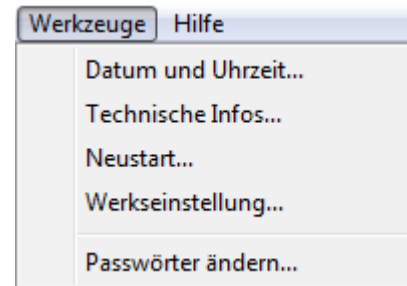 Werkzeuge Hilfe
Datum und Uhrzeit...
Technische Infos...
Neustart...
Werkseinstellung...
Passwörter ändern...